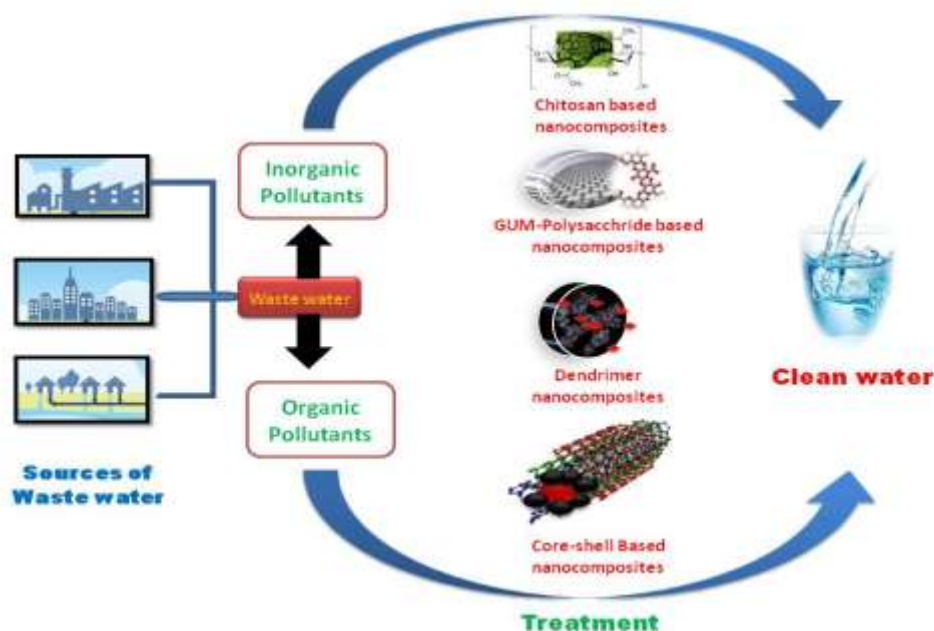 Sources of
Waste water
Waste water
Inorganic
Pollutants
Organic
Pollutants
Chitosan based
nanocomposites
GUM-Polysacchride based
nanocomposites
Dendrimer
nanocomposites
Core-shell Based
nanocomposites
Treatment
Clean water